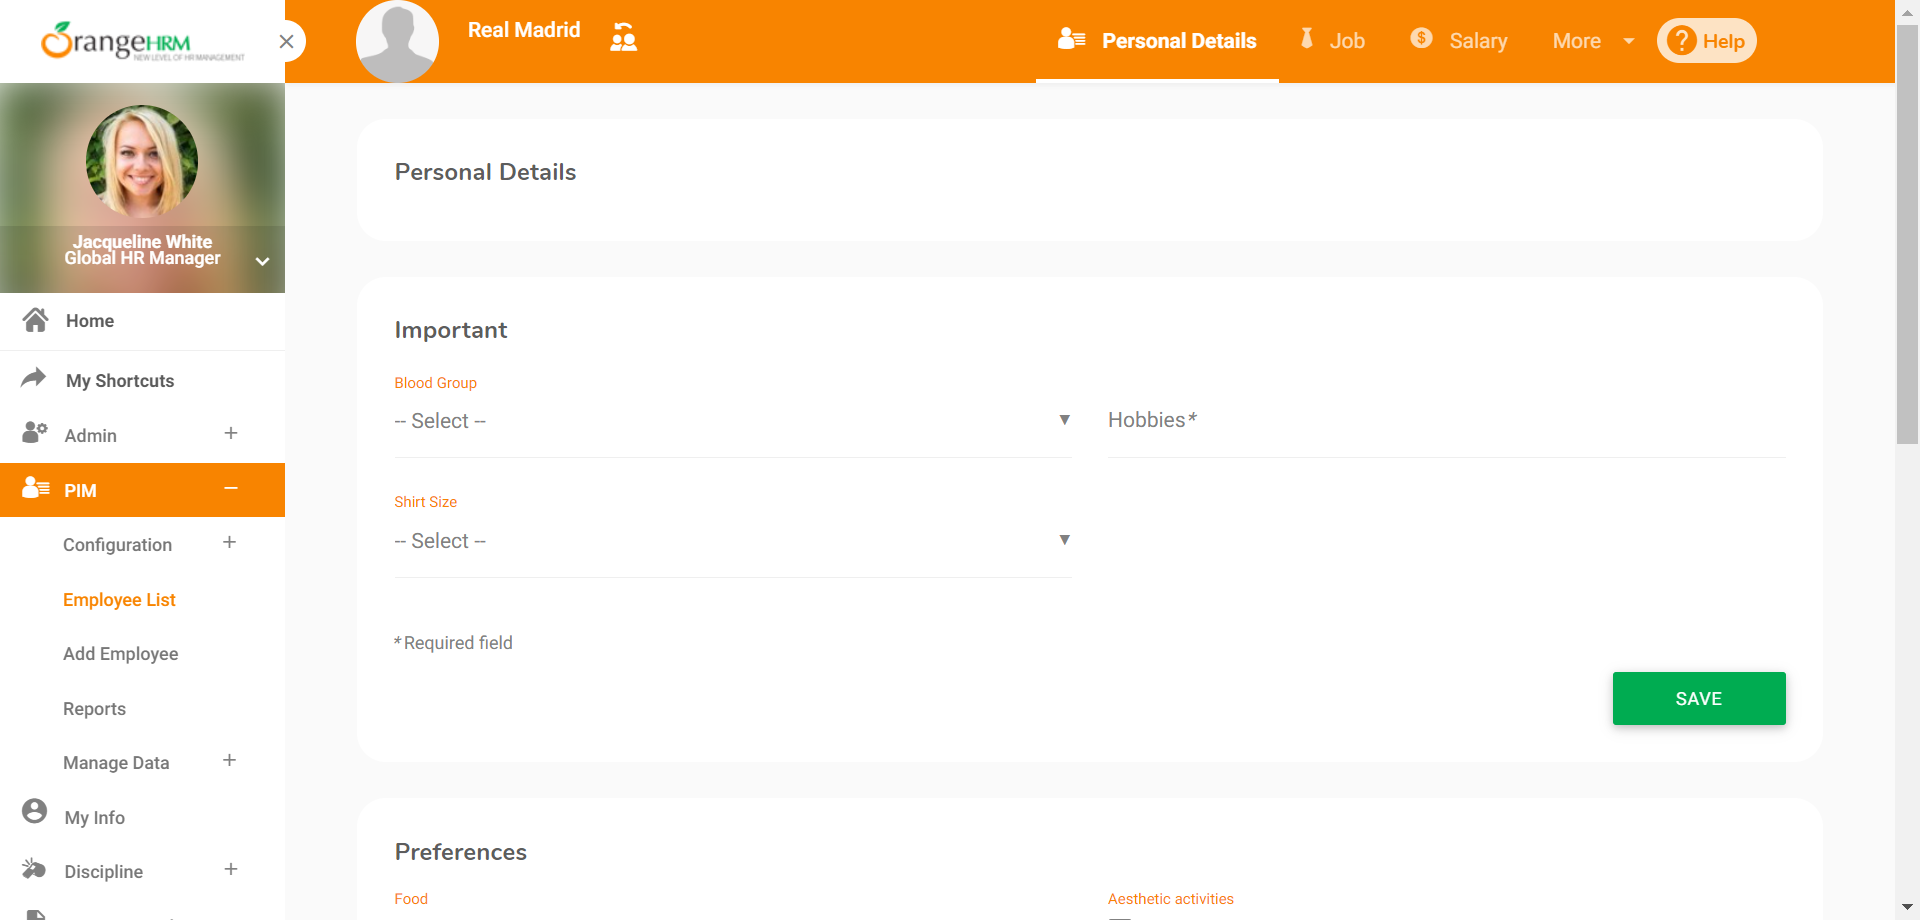 OrangeHRM
NEW LEVEL OF HR MANAGEMENT
Real Madrid
Personal Details
Job
Salary
More
? Help
Jacqueline White
Global HR Manager
Home
My Shortcuts
Admin
PIM
Configuration
Employee List
Add Employee
Reports
Manage Data
My Info
Discipline
Personal Details
Important
Blood Group
-- Select --
Hobbies*
Shirt Size
-- Select --
* Required field
SAVE
Preferences
Food
Aesthetic activities